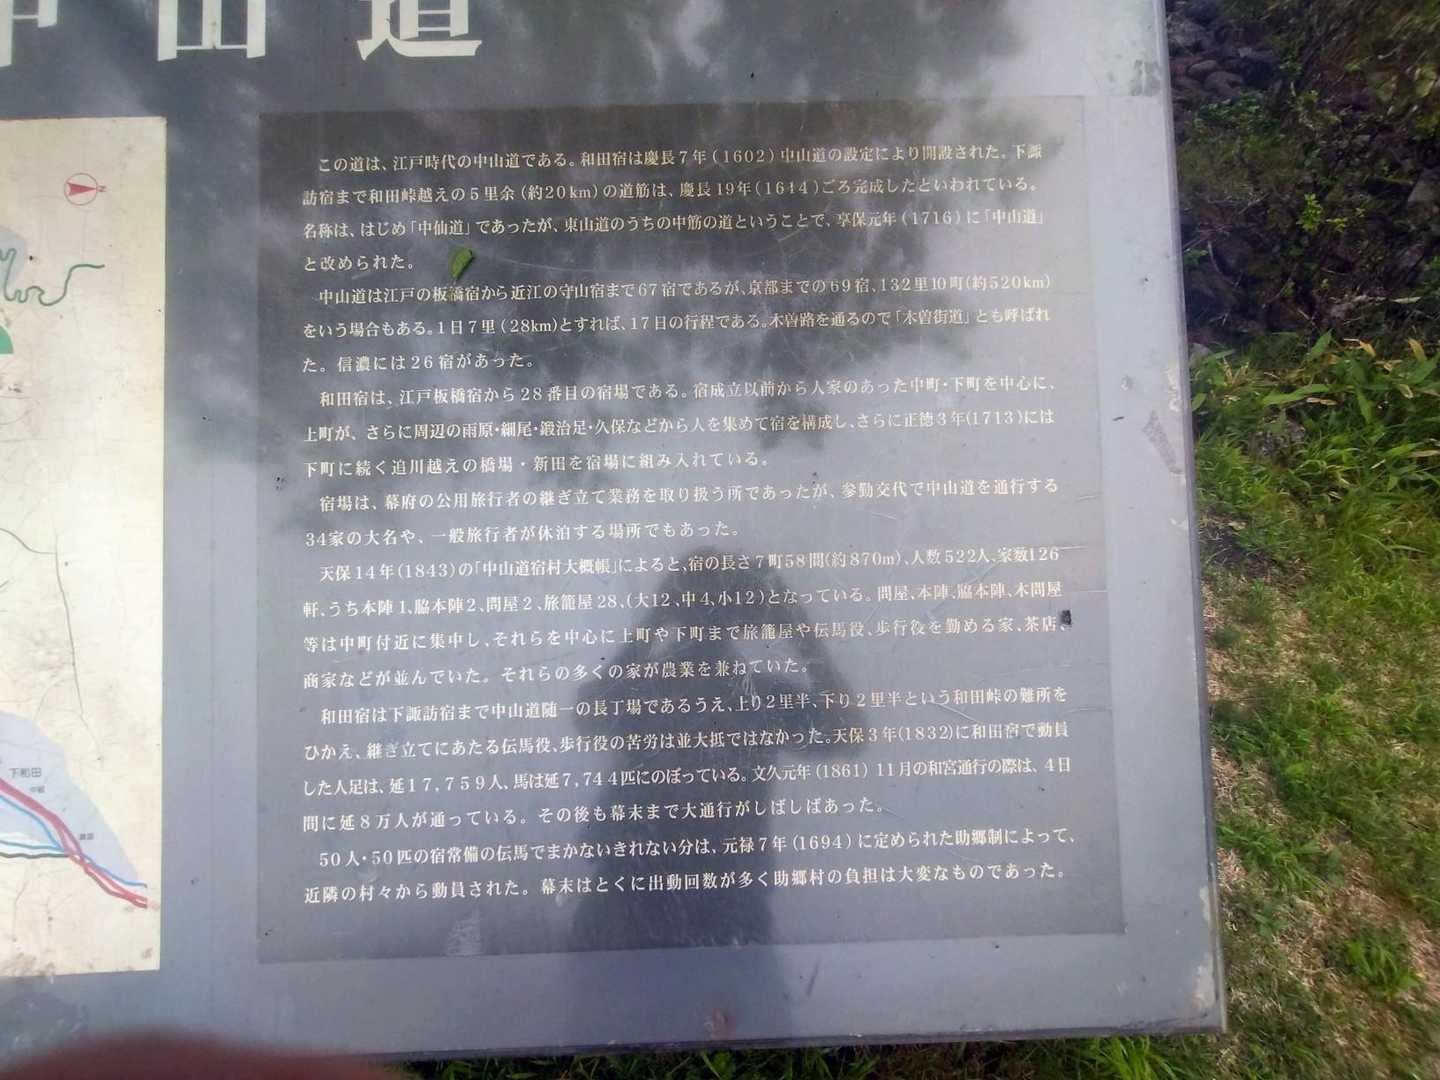 中山道
この道は、江戸時代の中山道である。和田宿は慶長7年(1602)中山道の設定により開設された。下諏
訪宿まで和田峠越えの5里余(約20km)の道筋は、慶長19年(1614)ごろ完成したといわれている。
名称は、はじめ「中仙道」であったが、東山道のうちの中筋の道ということで、享保元年(1716)に「中山道」
と改められた。
中山道は江戸の板橋宿から近江の守山宿まで67宿であるが、京都までの69宿、132里10町(約520km)
をいう場合もある。1日7里(28km)とすれば、17日の行程である。木曽路を通るので「木曽街道」とも呼ばれ
た。信濃には26宿があった。
和田宿は、江戸板橋宿から28番目の宿場である。宿成立以前から人家のあった中町・下町を中心に、
上町が、さらに周辺の雨原・細尾・鍛治足・久保などから人を集めて宿を構成し、さらに正徳3年(1713)には
下町に続く追川越えの橋場・新田を宿場に組み入れている。
宿場は、幕府の公用旅行者の継ぎ立て業務を取り扱う所であったが、参勤交代で中山道を通行する
34家の大名や、一般旅行者が休泊する場所でもあった。
天保14年(1843)の「中山道宿村大概帳」によると、宿の長さ7町58間(約870m)、人数522人、家数126
軒、うち本陣1、脇本陣2、問屋2、旅籠屋28、(大12、中4、小12)となっている。問屋、本陣、脇本陣、木問屋
等は中町付近に集中し、それらを中心に上町や下町まで旅籠屋や伝馬役、歩行役を勤める家、茶店、
商家などが並んでいた。それらの多くの家が農業を兼ねていた。
和田宿は下諏訪宿まで中山道随一の長丁場であるうえ、上り2里半、下り2里半という和田峠の難所を
ひかえ、継ぎ立てにあたる伝馬役、歩行役の苦労は並大抵ではなかった。天保3年(1832)に和田宿で動員
した人足は、延17,759人、馬は延7,744匹にのぼっている。文久元年(1861)11月の和宮通行の際は、4日
間に延8万人が通っている。その後も幕末まで大通行がしばしばあった。
50人・50匹の宿常備の伝馬でまかないきれない分は、元禄7年(1694)に定められた助郷制によって、
近隣の村々から動員された。幕末はとくに出動回数が多く助郷村の負担は大変なものであった。
下和田